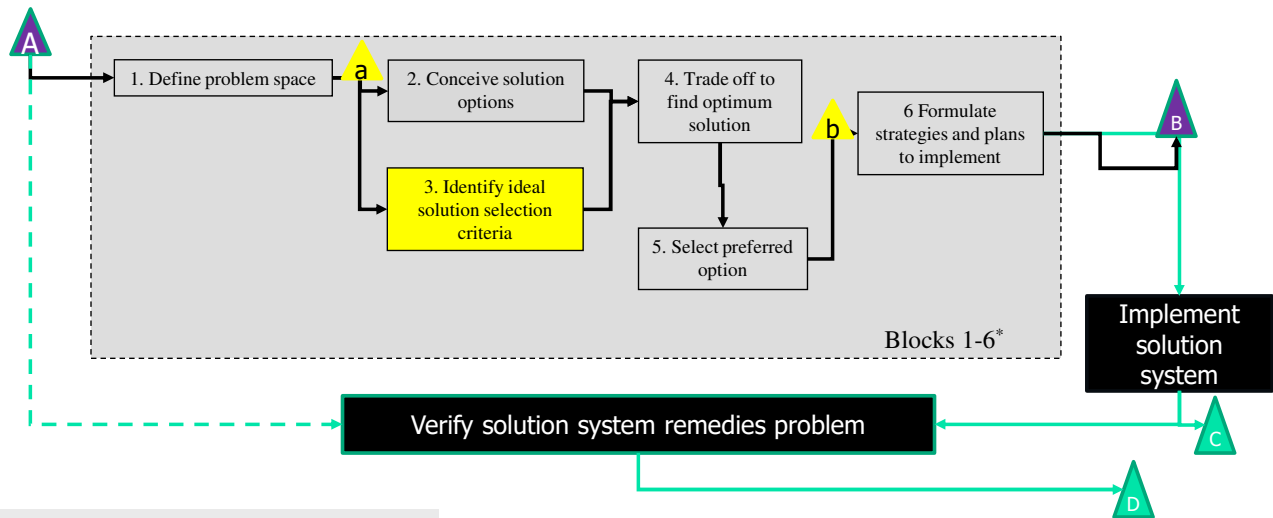 A
1. Define problem space
a
2. Conceive solution
options
3. Identify ideal
solution selection
criteria
4. Trade off to
find optimum
solution
5. Select preferred
option
b
6 Formulate
strategies and plans
to implement
B
Blocks 1-6*
Implement
solution
system
Verify solution system remedies problem
C
D